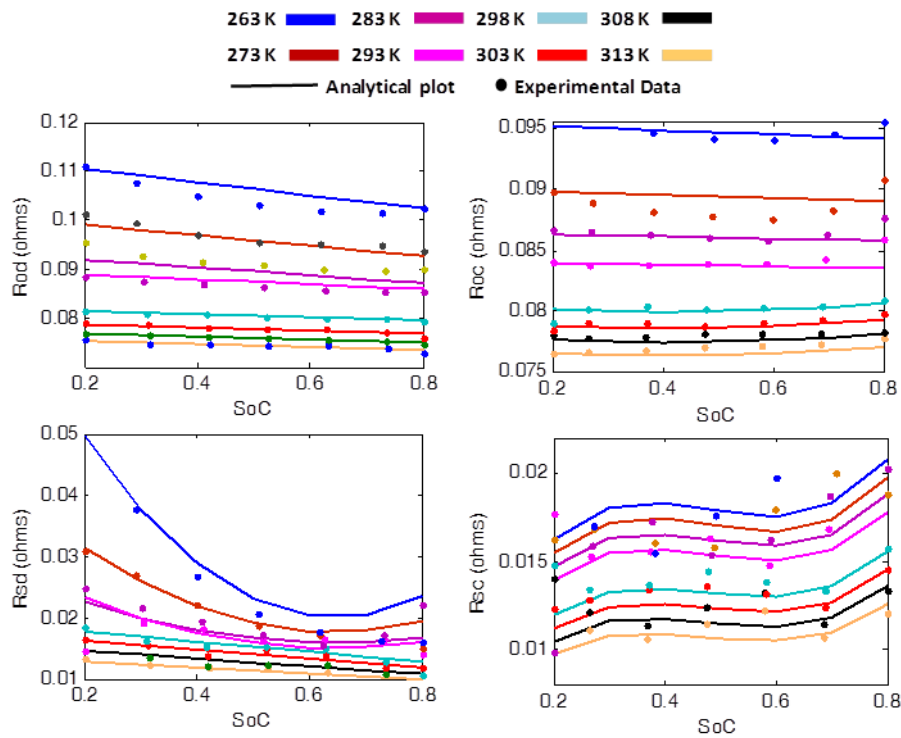 263 K 283 K 298 K 308 K
273 K 293 K 303 K 313 K
Analytical plot Experimental Data
0.12
0.11
0.1
0.09
0.08
0.2 0.4 0.6 0.8
Rod (ohms)
SoC
0.095
0.09
0.085
0.08
0.075
0.2 0.4 0.6 0.8
Roc (ohms)
SoC
0.05
0.04
0.03
0.02
0.01
0.2 0.4 0.6 0.8
Rsd (ohms)
SoC
0.02
0.015
0.01
0.2 0.4 0.6 0.8
Rsc (ohms)
SoC